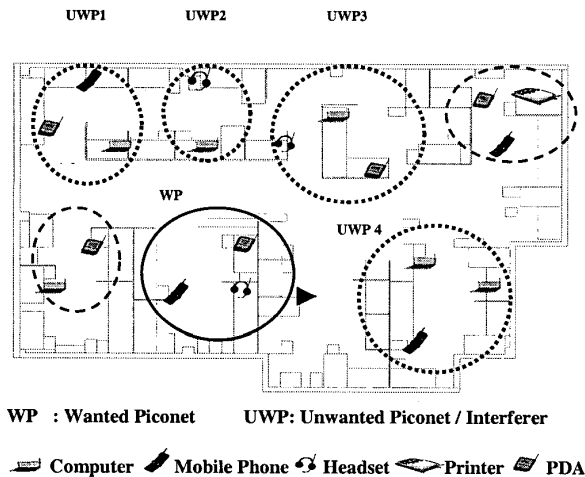 UWP1 UWP2 UWP3
WP
UWP 4
WP : Wanted Piconet UWP: Unwanted Piconet / Interferer
Computer Mobile Phone Headset Printer PDA